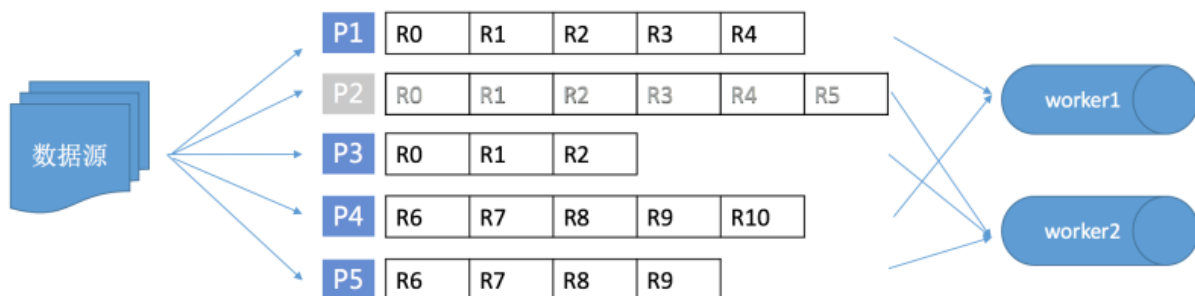 P1 R0 R1 R2 R3 R4
P2 R0 R1 R2 R3 R4 R5
数据源
P3 R0 R1 R2
P4 R6 R7 R8 R9 R10
P5 R6 R7 R8 R9
worker1
worker2